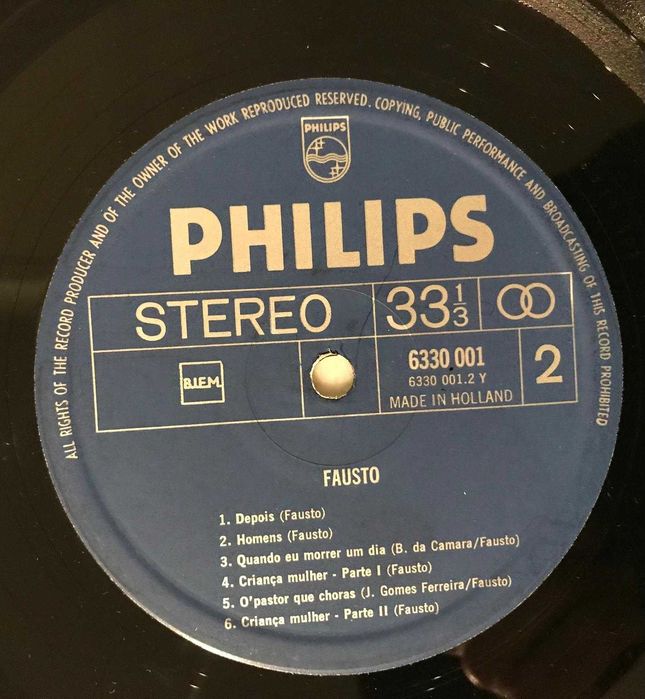 ALL RIGHTS OF THE RECORD PRODUCER AND OF THE OWNER OF THE WORK REPRODUCED RESERVED. COPYING, PUBLIC PERFORMANCE AND BROADCASTING OF THIS RECORD PROHIBITED
PHILIPS
PHILIPS
STEREO 33 1/3
B.I.E.M. 6330 001 2
6330 001.2 Y
MADE IN HOLLAND
FAUSTO
1. Depois (Fausto)
2. Homens (Fausto)
3. Quando eu morrer um dia (B. da Camara/Fausto)
4. Criança mulher - Parte I (Fausto)
5. O'pastor que choras (J. Gomes Ferreira/Fausto)
6. Criança mulher - Parte II (Fausto)